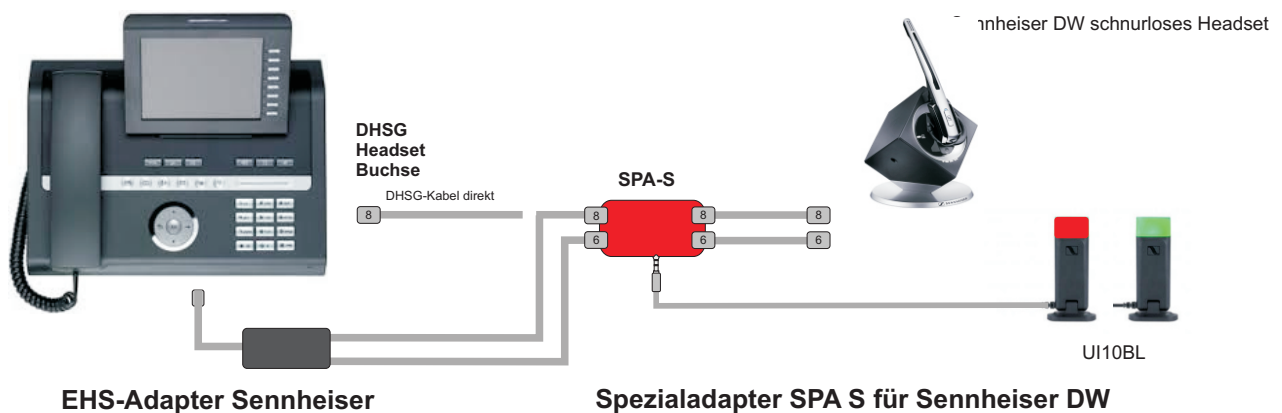 nnheiser DW schnurloses Headset
DHSG
Headset
Buchse
DHSG-Kabel direkt
8
SPA-S
8
8
8
6
6
6
UI10BL
EHS-Adapter Sennheiser
Spezialadapter SPA S für Sennheiser DW